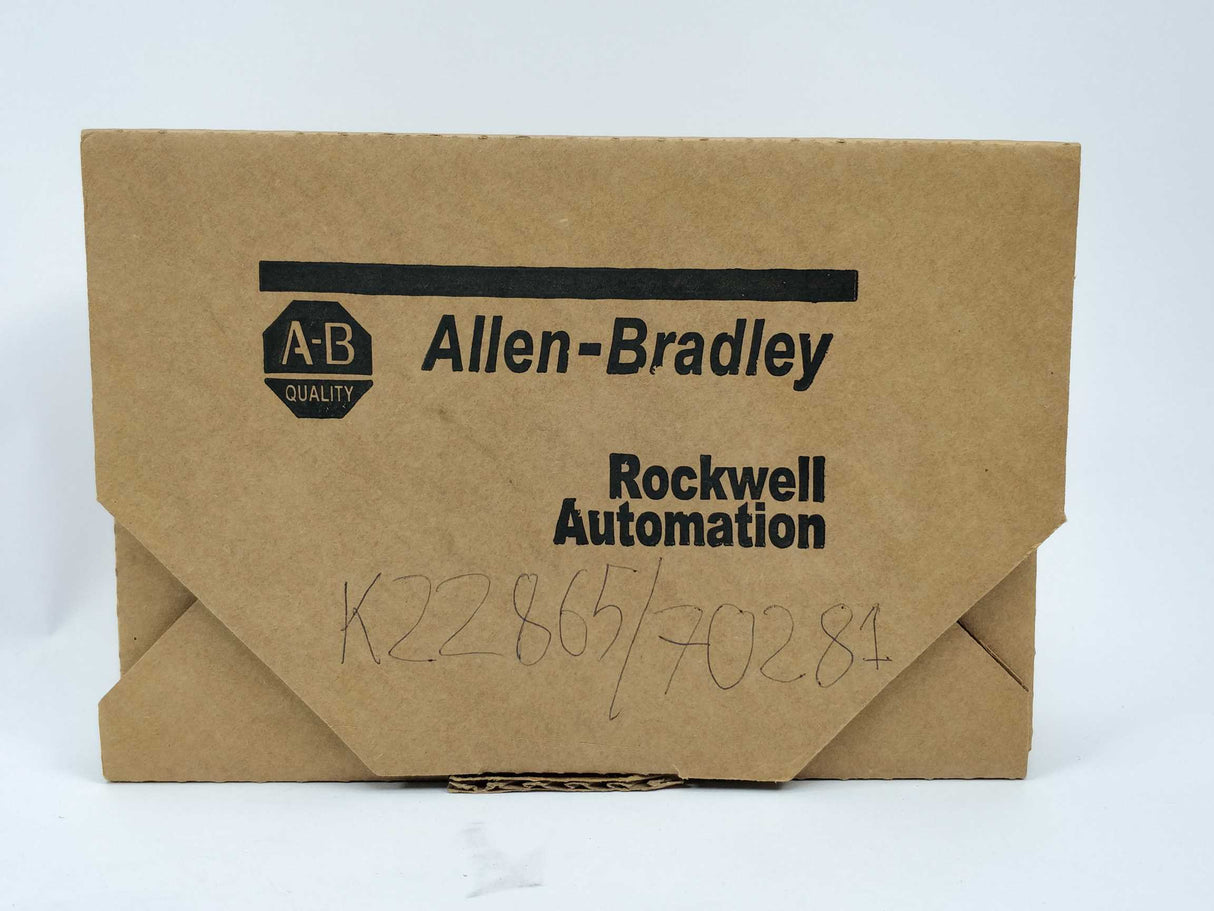 A-B
QUALITY
Allen-Bradley
Rockwell
Automation
K22865/70281